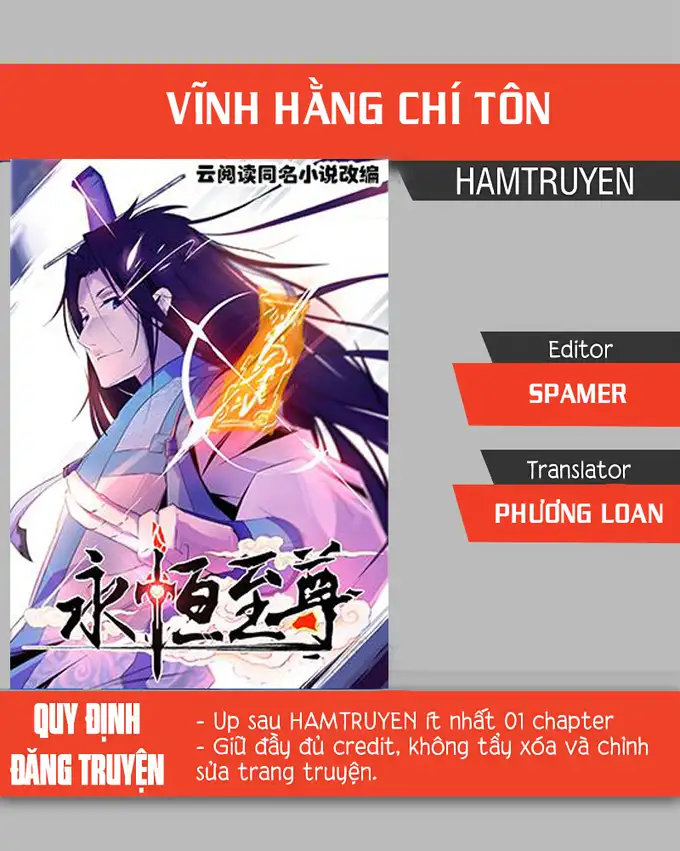 VĨNH HẰNG CHÍ TÔN
HAMTRUYEN
云阅读同名小说改编
Editor
SPAMER
Translator
PHƯƠNG LOAN
永恒至尊
QUY ĐỊNH
ĐĂNG TRUYỆN
- Up sau HAMTRUYEN ít nhất 01 chapter
- Giữ đầy đủ credit, không tẩy xóa và chỉnh
sửa trang truyện.